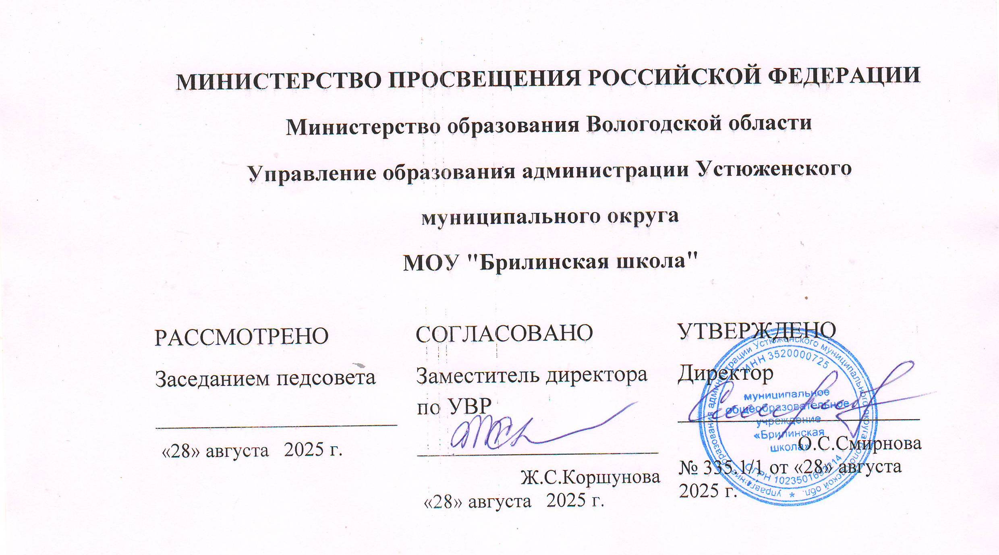 МИНИСТЕРСТВО ПРОСВЕЩЕНИЯ РОССИЙСКОЙ ФЕДЕРАЦИИ
Министерство образования Вологодской области
Управление образования администрации Устюженского
муниципального округа
МОУ "Брилинская школа"
РАССМОТРЕНО
Заседанием педсовета
«28» августа 2025 г.
СОГЛАСОВАНО
Заместитель директора
по УВР
Ж.С.Коршунова
«28» августа 2025 г.
УТВЕРЖДЕНО
Директор
О.С.Смирнова
№ 335.1/1 от «28» августа
2025 г.
управление образования администрации Устюженского муниципального округа Вологодской обл. *
ИНН 3520000725
муниципальное
общеобразовательное
учреждение
«Брилинская
школа»
ОГРН